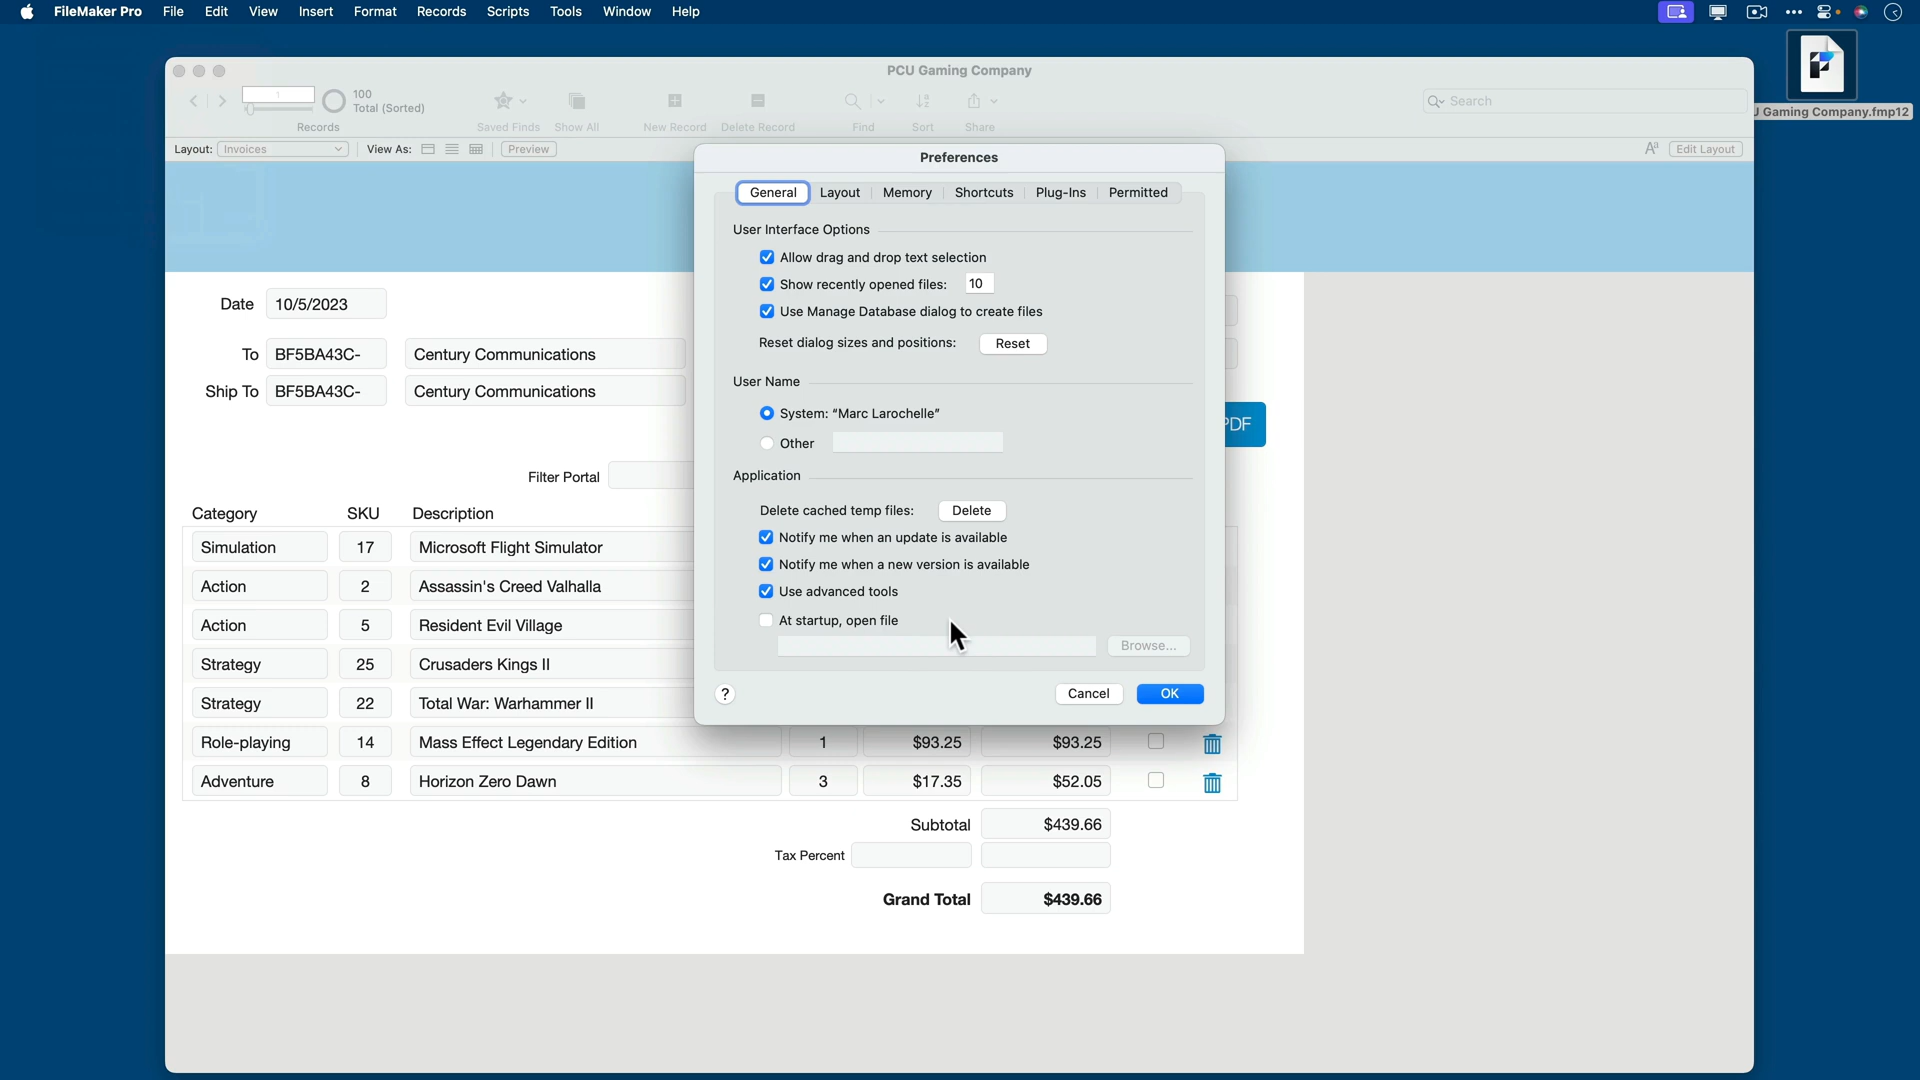 FileMaker Pro File Edit View Insert Format Records Scripts Tools Window Help
PCU Gaming Company
1 100 Total (Sorted)
Records Saved Finds Show All New Record Delete Record Find Sort Share
Search
Gaming Company.fmp12
Layout: Invoices View As: Preview Aa Edit Layout
Preferences
General Layout Memory Shortcuts Plug-Ins Permitted
User Interface Options
Allow drag and drop text selection
Show recently opened files: 10
Use Manage Database dialog to create files
Reset dialog sizes and positions: Reset
User Name
System: “Marc Larochelle”
Other
Application
Delete cached temp files: Delete
Notify me when an update is available
Notify me when a new version is available
Use advanced tools
At startup, open file
Browse...
? Cancel OK
Date 10/5/2023
To BF5BA43C- Century Communications
Ship To BF5BA43C- Century Communications
PDF
Filter Portal
Category SKU Description
Simulation 17 Microsoft Flight Simulator
Action 2 Assassin's Creed Valhalla
Action 5 Resident Evil Village
Strategy 25 Crusaders Kings II
Strategy 22 Total War: Warhammer II
Role-playing 14 Mass Effect Legendary Edition 1 $93.25 $93.25
Adventure 8 Horizon Zero Dawn 3 $17.35 $52.05
Subtotal $439.66
Tax Percent
Grand Total $439.66